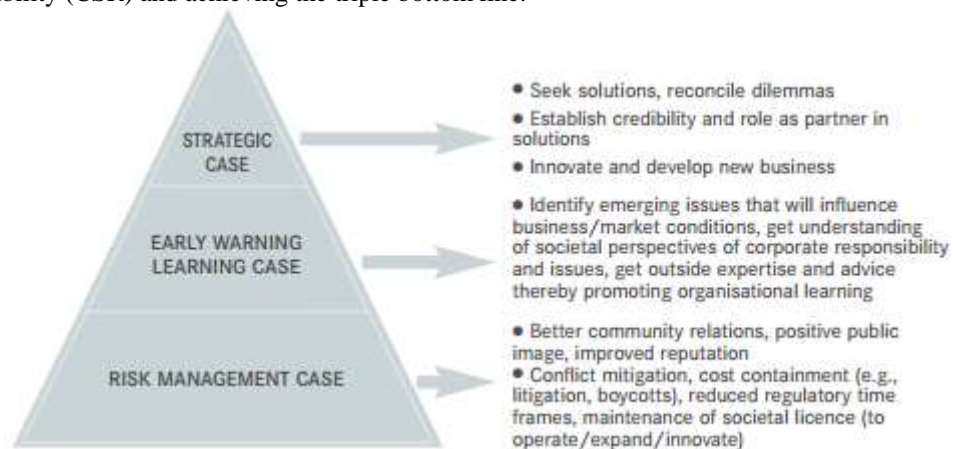 bility (CSR) and achieving the triple bottom line.
STRATEGIC
CASE
• Seek solutions, reconcile dilemmas
• Establish credibility and role as partner in
solutions
• Innovate and develop new business
EARLY WARNING
LEARNING CASE
• Identify emerging issues that will influence
business/market conditions, get understanding
of societal perspectives of corporate responsibility
and issues, get outside expertise and advice
thereby promoting organisational learning
RISK MANAGEMENT CASE
• Better community relations, positive public
image, improved reputation
• Conflict mitigation, cost containment (e.g.,
litigation, boycotts), reduced regulatory time
frames, maintenance of societal licence (to
operate/expand/innovate)